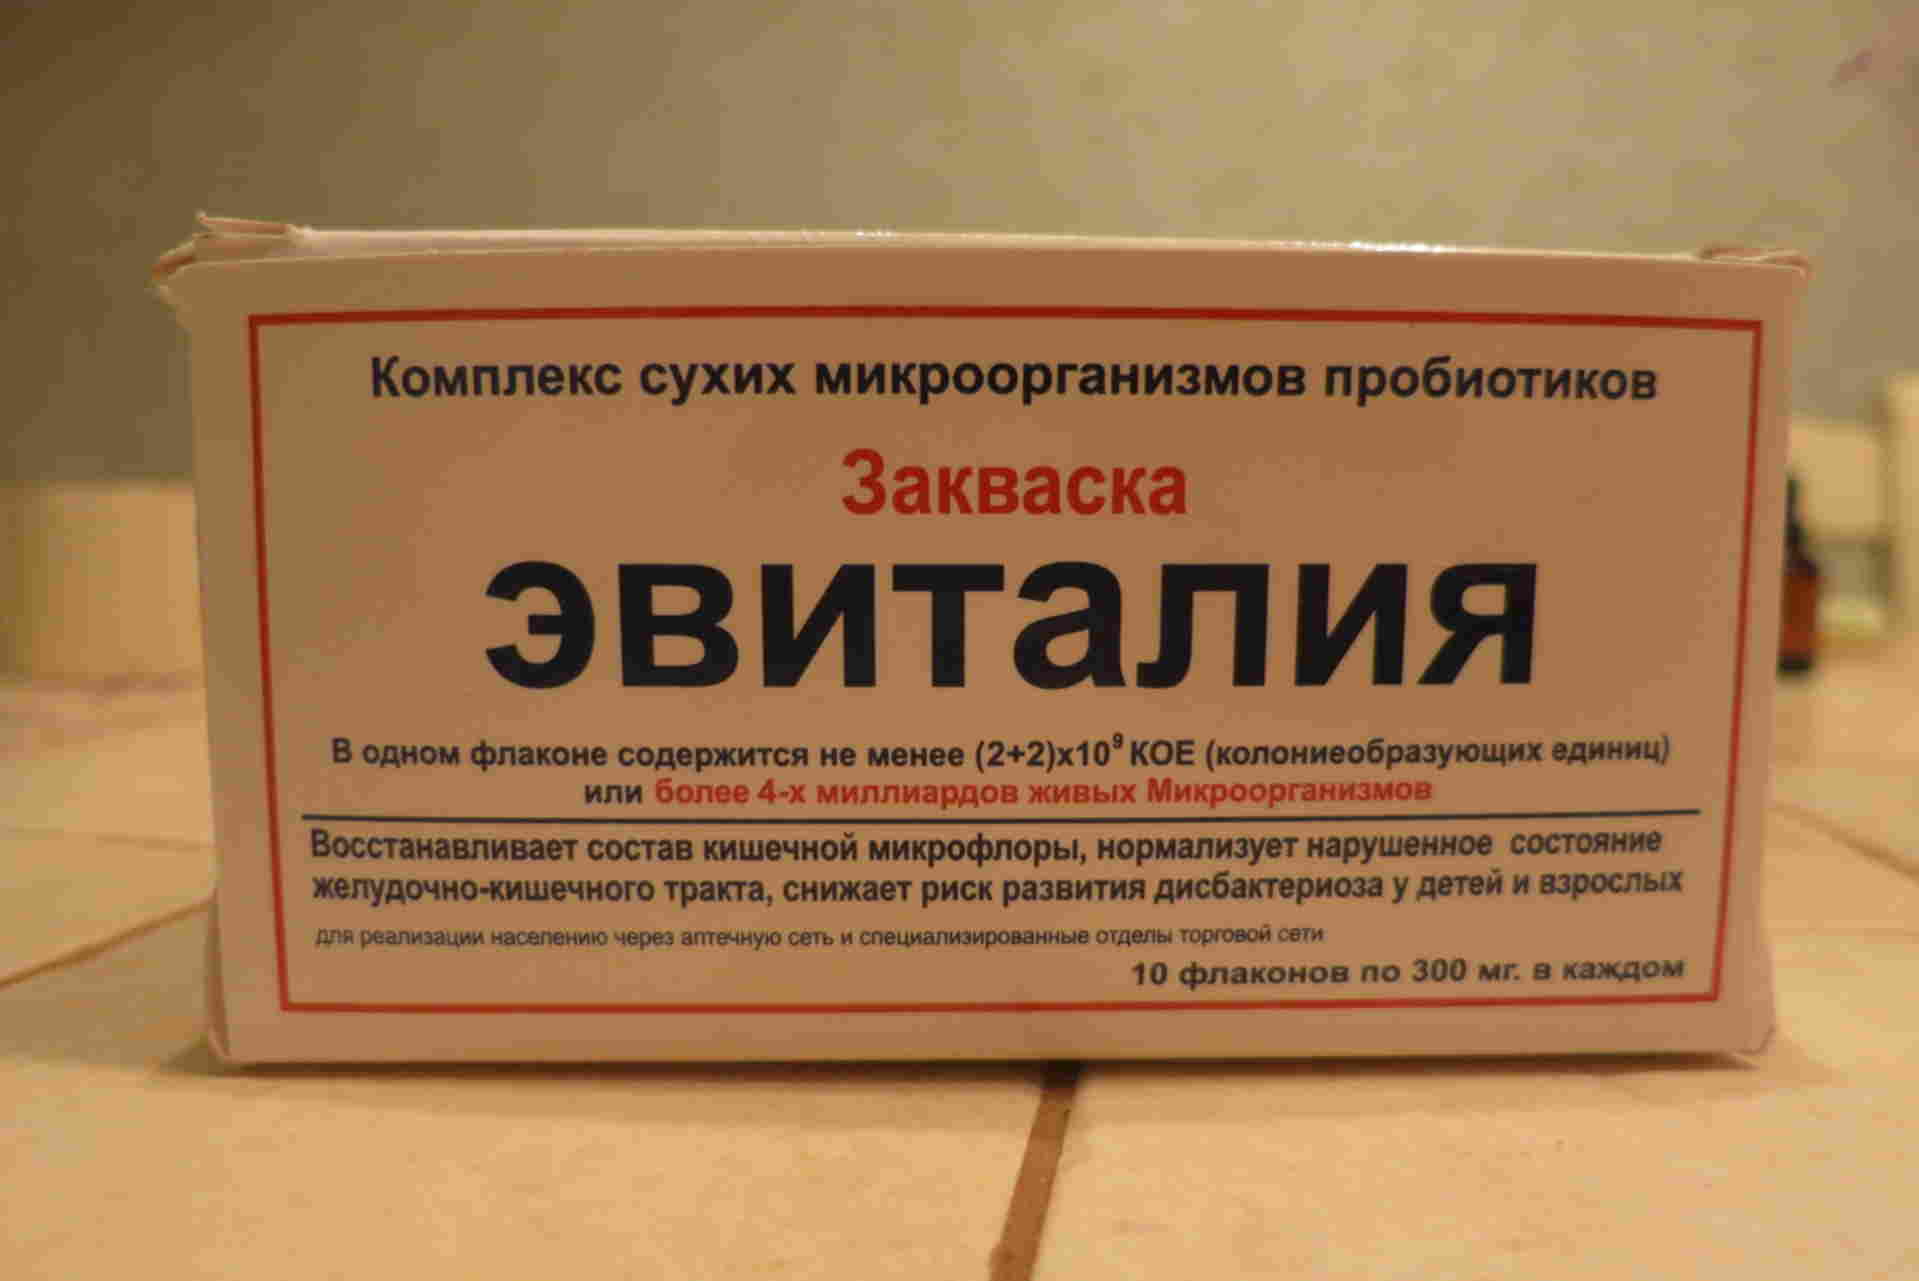 Комплекс сухих микроорганизмов пробиотиков
Закваска
эвиталия
В одном флаконе содержится не менее (2+2)х10⁹ КОЕ (колониеобразующих единиц)
или более 4-х миллиардов живых Микроорганизмов
Восстанавливает состав кишечной микрофлоры, нормализует нарушенное состояние
желудочно-кишечного тракта, снижает риск развития дисбактериоза у детей и взрослых
для реализации населению через аптечную сеть и специализированные отделы торговой сети
10 флаконов по 300 мг. в каждом